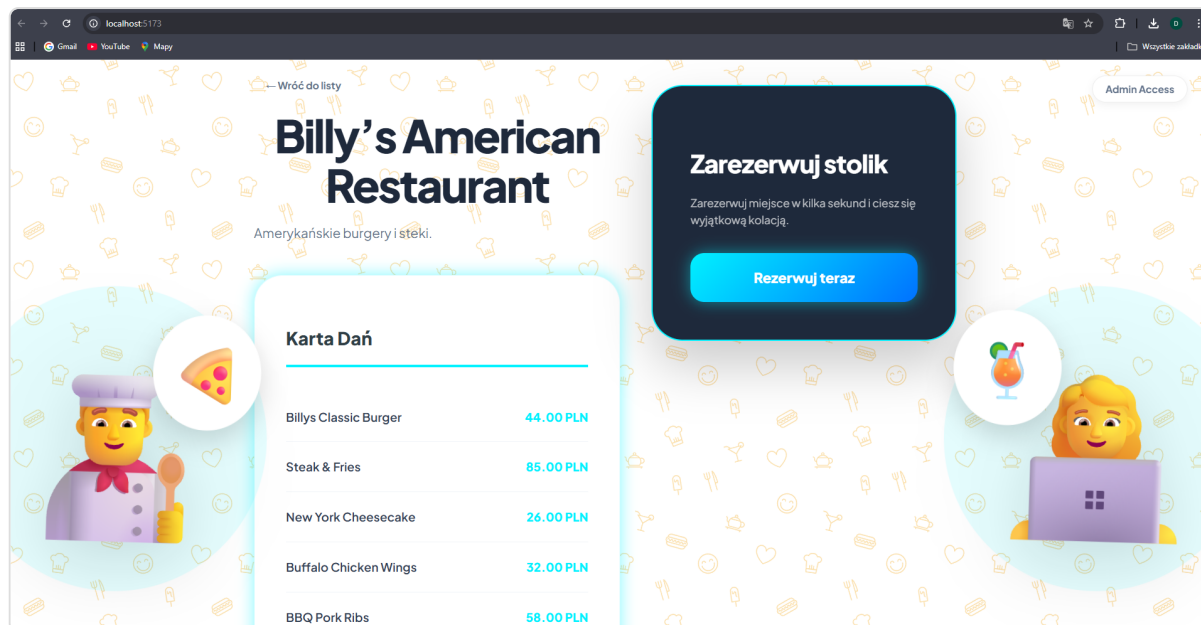 localhost:5173
Gmail YouTube Mapy
Wszystkie zakładk
← Wróć do listy
Admin Access
Billy's American
Restaurant
Amerykańskie burgery i steki.
Zarezerwuj stolik
Zarezerwuj miejsce w kilka sekund i ciesz się
wyjątkową kolacją.
Rezerwuj teraz
Karta Dań
Billys Classic Burger 44.00 PLN
Steak & Fries 85.00 PLN
New York Cheesecake 26.00 PLN
Buffalo Chicken Wings 32.00 PLN
BBQ Pork Ribs 58.00 PLN